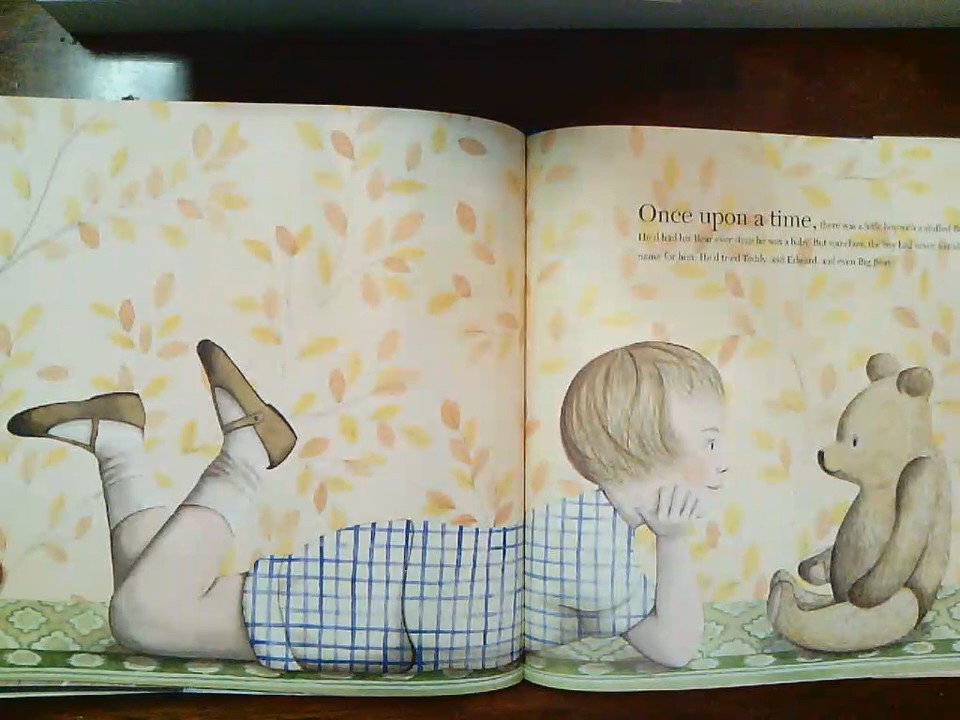 Once upon a time, there was a little boy with a stuffed
He'd had his Bear ever since he was a baby. But somehow, the boy had never
name for him. He'd tried Teddy, and Edward, and even Big Bear.